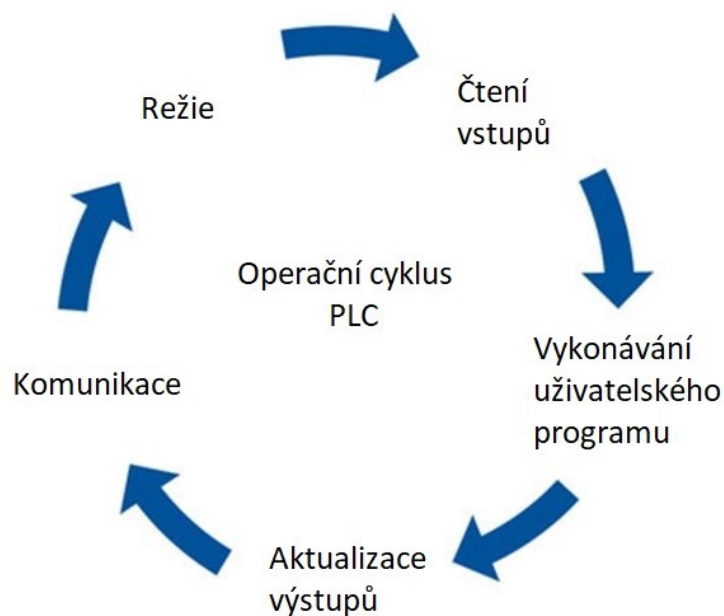 Režie
Čtení
vstupů
Operační cyklus
PLC
Vykonávání
uživatelského
programu
Komunikace
Aktualizace
výstupů